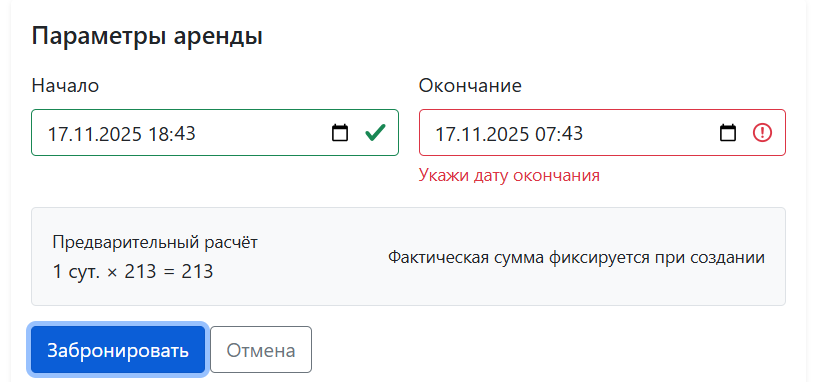 Параметры аренды
Начало
Окончание
17.11.2025 18:43
17.11.2025 07:43
Укажи дату окончания
Предварительный расчёт
1 сут. × 213 = 213
Фактическая сумма фиксируется при создании
Забронировать
Отмена